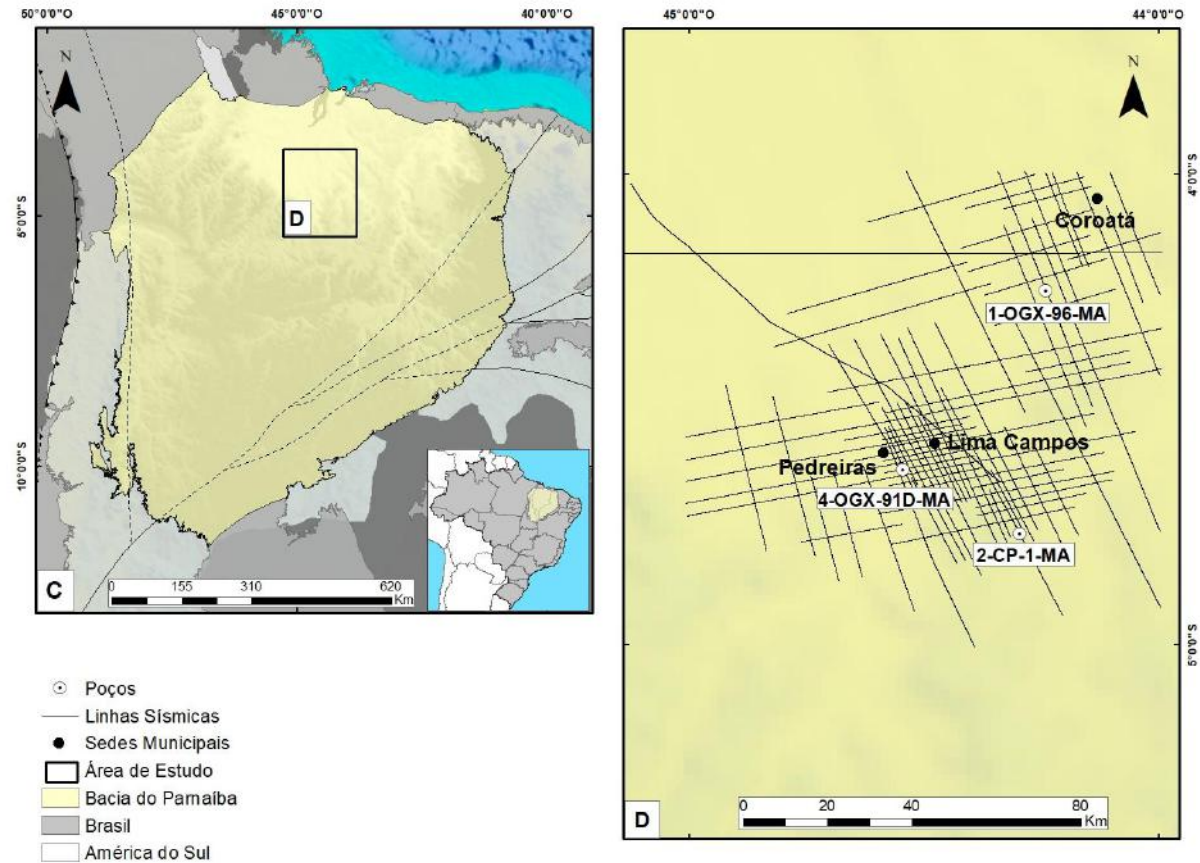 50°0'0"O 45°0'0"O 40°0'0"O
N
5°0'0"S
10°0'0"S
D
C
0 155 310 620
Km
45°0'0"O 44°0'0"O
N
4°0'0"S
5°0'0"S
Coroatá
1-OGX-96-MA
Lima Campos
Pedreiras
4-OGX-91D-MA
2-CP-1-MA
D
0 20 40 80
Km
Poços
Linhas Sísmicas
Sedes Municipais
Área de Estudo
Bacia do Parnaíba
Brasil
América do Sul